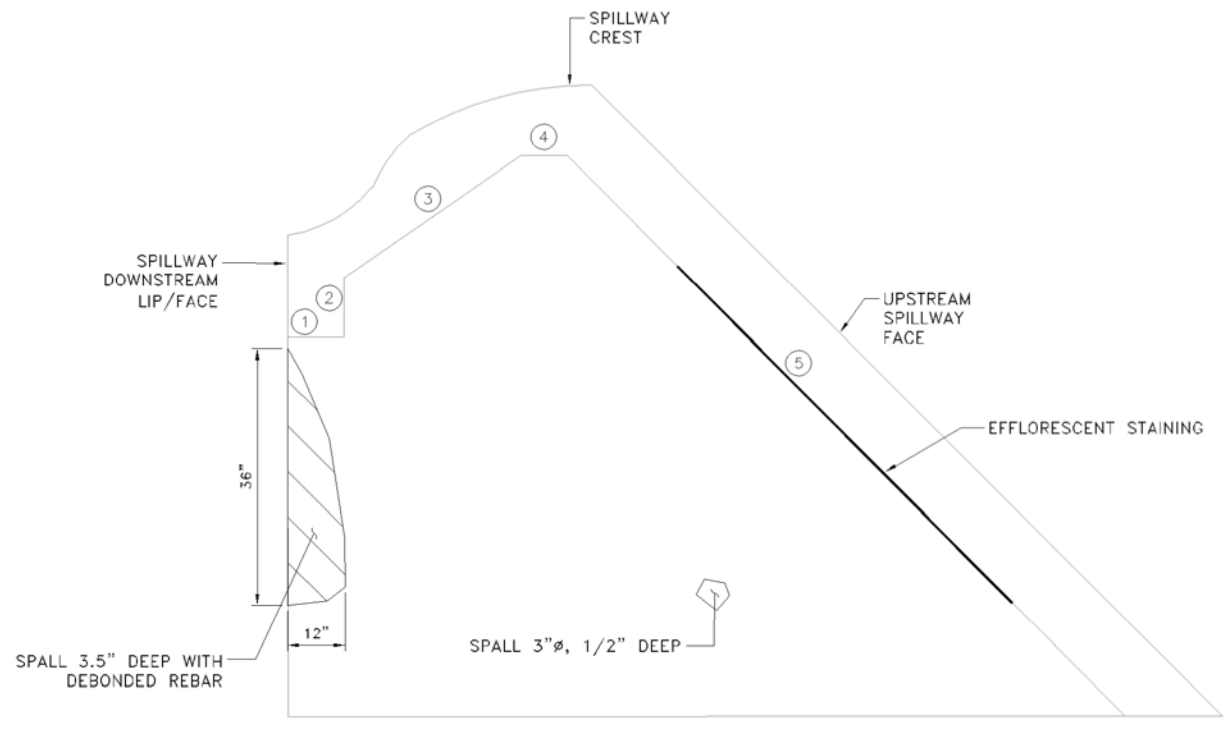 SPILLWAY
CREST
4
3
SPILLWAY
DOWNSTREAM
LIP/FACE
2
1
UPSTREAM
SPILLWAY
FACE
5
EFFLORESCENT STAINING
36"
12"
SPALL 3.5" DEEP WITH
DEBONDED REBAR
SPALL 3"ø, 1/2" DEEP